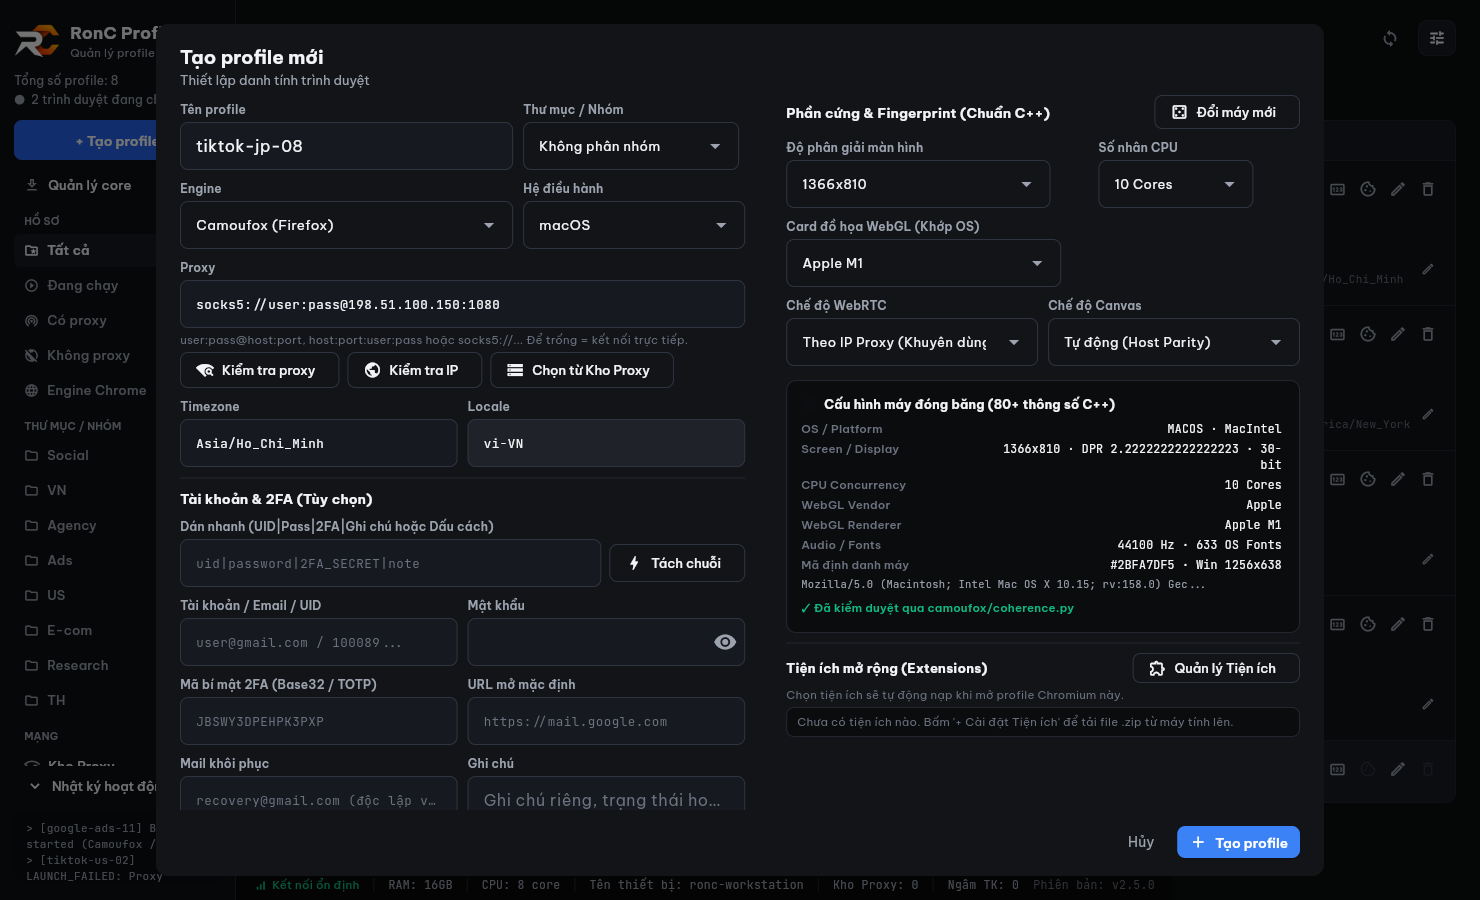 RonC Prof
Quản lý profile
Tổng số profile: 8
2 trình duyệt đang ch
+ Tạo profile
Quản lý core
HỒ SƠ
Tất cả
Đang chạy
Có proxy
Không proxy
Engine Chrome
THƯ MỤC / NHÓM
Social
VN
Agency
Ads
US
E-com
Research
TH
MẠNG
Kho Proxy
Nhật ký hoạt độn
> [google-ads-11] B
started (Camoufox /
> [tiktok-us-02]
LAUNCH_FAILED: Proxy
Tạo profile mới
Thiết lập danh tính trình duyệt
Tên profile
Thư mục / Nhóm
tiktok-jp-08
Không phân nhóm
Engine
Hệ điều hành
Camoufox (Firefox)
macOS
Proxy
socks5://user:pass@198.51.100.150:1080
user:pass@host:port, host:port:user:pass hoặc socks5://... Để trống = kết nối trực tiếp.
Kiểm tra proxy
Kiểm tra IP
Chọn từ Kho Proxy
Timezone
Locale
Asia/Ho_Chi_Minh
vi-VN
Tài khoản & 2FA (Tùy chọn)
Dán nhanh (UID|Pass|2FA|Ghi chú hoặc Dấu cách)
uid|password|2FA_SECRET|note
Tách chuỗi
Tài khoản / Email / UID
Mật khẩu
user@gmail.com / 100089...
Mã bí mật 2FA (Base32 / TOTP)
URL mở mặc định
JBSWY3DPEHPK3PXP
https://mail.google.com
Mail khôi phục
Ghi chú
recovery@gmail.com (độc lập v…
Ghi chú riêng, trạng thái ho…
Phần cứng & Fingerprint (Chuẩn C++)
Đổi máy mới
Độ phân giải màn hình
Số nhân CPU
1366x810
10 Cores
Card đồ họa WebGL (Khớp OS)
Apple M1
Chế độ WebRTC
Chế độ Canvas
Theo IP Proxy (Khuyên dùng
Tự động (Host Parity)
Cấu hình máy đóng băng (80+ thông số C++)
OS / Platform
MACOS · MacIntel
Screen / Display
1366x810 · DPR 2.2222222222222223 · 30-
bit
CPU Concurrency
10 Cores
WebGL Vendor
Apple
WebGL Renderer
Apple M1
Audio / Fonts
44100 Hz · 633 OS Fonts
Mã định danh máy
#2BFA7DF5 · Win 1256x638
Mozilla/5.0 (Macintosh; Intel Mac OS X 10.15; rv:158.0) Gec...
✓ Đã kiểm duyệt qua camoufox/coherence.py
Tiện ích mở rộng (Extensions)
Quản lý Tiện ích
Chọn tiện ích sẽ tự động nạp khi mở profile Chromium này.
Chưa có tiện ích nào. Bấm '+ Cài đặt Tiện ích' để tải file .zip từ máy tính lên.
Hủy
+ Tạo profile
/Ho_Chi_Minh
rica/New_York
Kết nối ổn định
RAM: 16GB
CPU: 8 core
Tên thiết bị: ronc-workstation
Kho Proxy: 0
Ngâm TK: 0
Phiên bản: v2.5.0